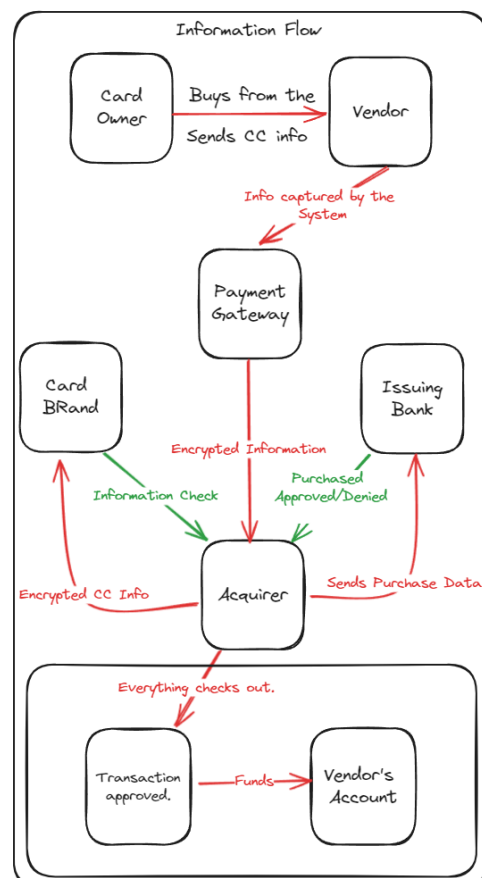 Information Flow
Card
Owner
Buys from the
Sends CC info
Vendor
Info captured by the
System
Payment
Gateway
Card
BRand
Issuing
Bank
Encrypted Information
Information Check
Purchased
Approved/Denied
Encrypted CC Info
Acquirer
Sends Purchase Data
Everything checks out.
Transaction
approved.
Funds
Vendor's
Account